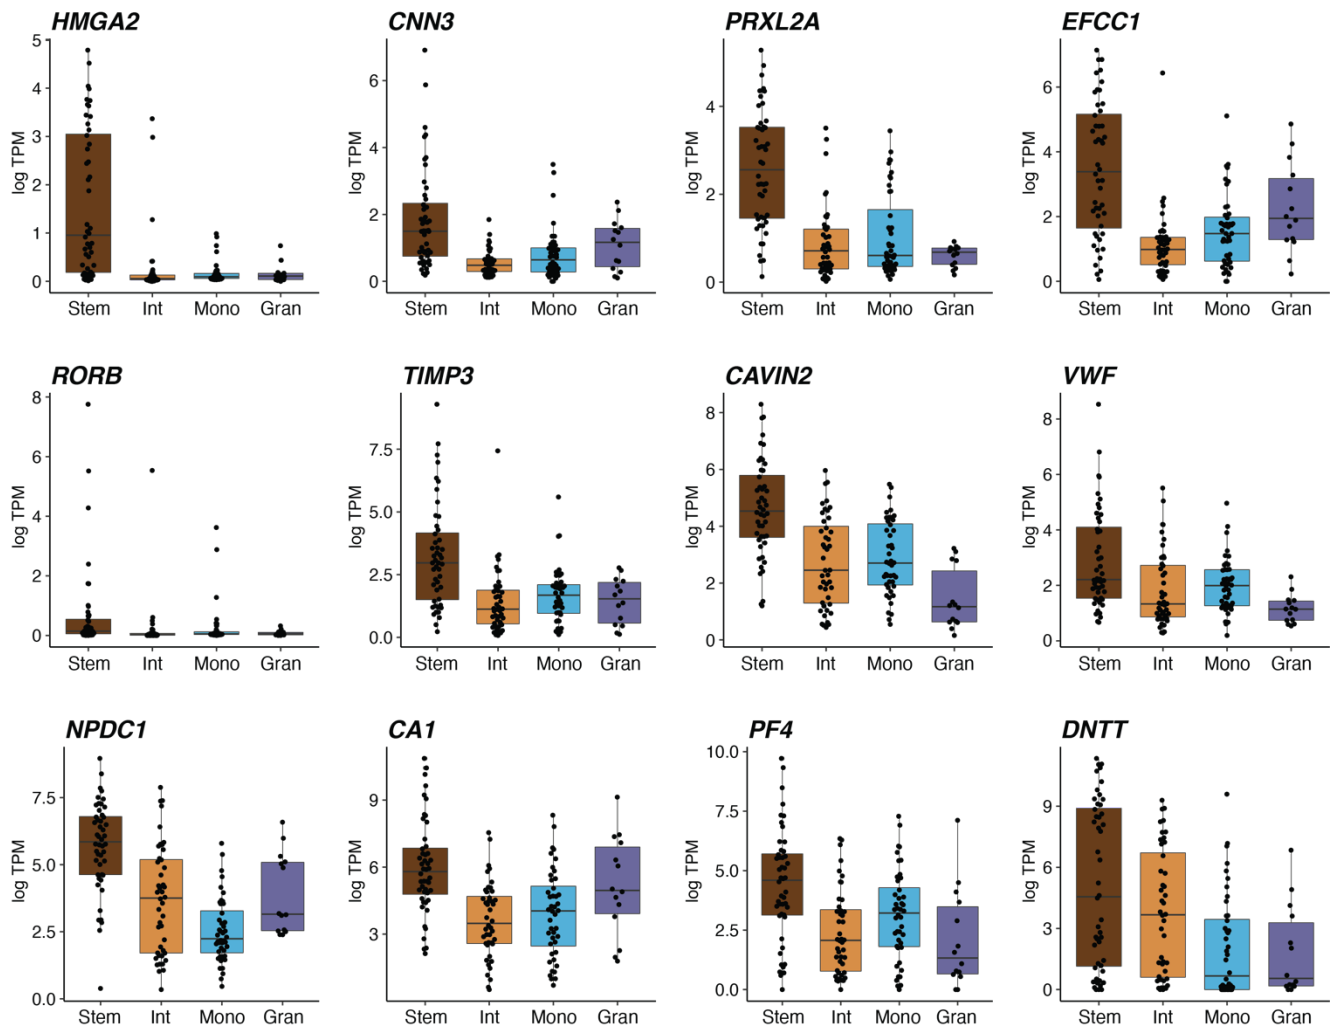 HMGA2
CNN3
PRXL2A
EFCC1
5
4
3
2
1
0
log TPM
Stem Int Mono Gran
6
4
2
0
log TPM
Stem Int Mono Gran
4
2
0
log TPM
Stem Int Mono Gran
6
4
2
0
log TPM
Stem Int Mono Gran
RORB
TIMP3
CAVIN2
VWF
8
6
4
2
0
log TPM
Stem Int Mono Gran
7.5
5.0
2.5
0.0
log TPM
Stem Int Mono Gran
8
6
4
2
0
log TPM
Stem Int Mono Gran
8
6
4
2
0
log TPM
Stem Int Mono Gran
NPDC1
CA1
PF4
DNTT
7.5
5.0
2.5
0.0
log TPM
Stem Int Mono Gran
9
6
3
log TPM
Stem Int Mono Gran
10.0
7.5
5.0
2.5
0.0
log TPM
Stem Int Mono Gran
9
6
3
0
log TPM
Stem Int Mono Gran